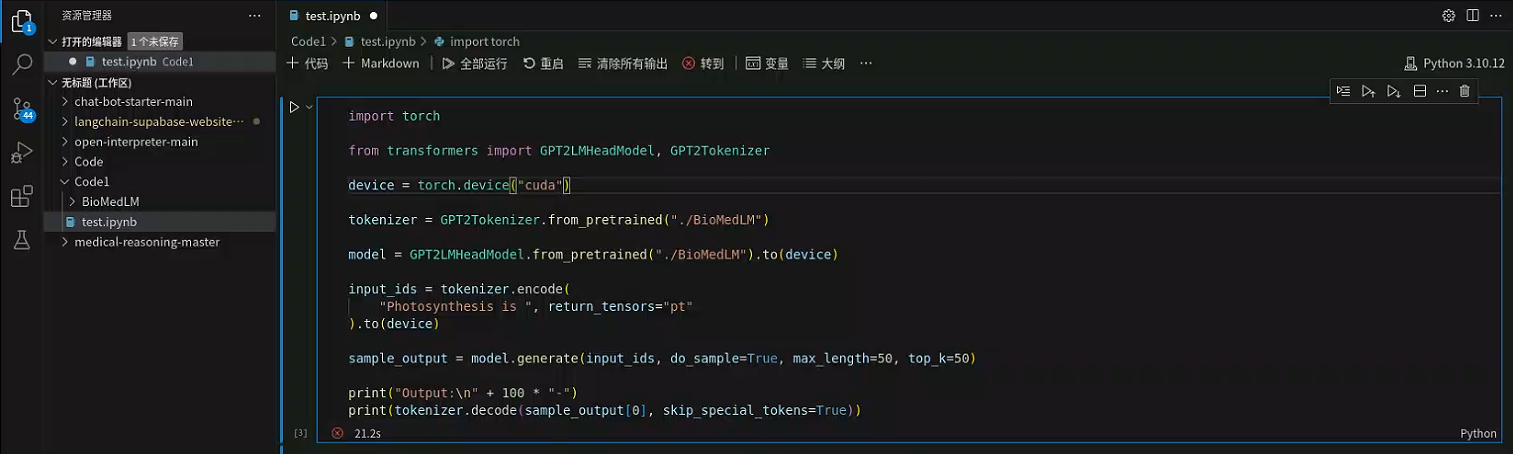 资源管理器
test.ipynb
1
Code1 > test.ipynb > import torch
打开的编辑器 1 个未保存
test.ipynb Code1
代码 Markdown 全部运行 重启 清除所有输出 转到 变量 大纲 ...
Python 3.10.12
无标题 (工作区)
chat-bot-starter-main
langchain-supabase-website...
open-interpreter-main
Code
Code1
BioMedLM
test.ipynb
medical-reasoning-master
44
import torch
from transformers import GPT2LMHeadModel, GPT2Tokenizer
device = torch.device("cuda")
tokenizer = GPT2Tokenizer.from_pretrained("./BioMedLM")
model = GPT2LMHeadModel.from_pretrained("./BioMedLM").to(device)
input_ids = tokenizer.encode(
"Photosynthesis is ", return_tensors="pt"
).to(device)
sample_output = model.generate(input_ids, do_sample=True, max_length=50, top_k=50)
print("Output:\n" + 100 * "-")
print(tokenizer.decode(sample_output[0], skip_special_tokens=True))
[3] 21.2s
Python